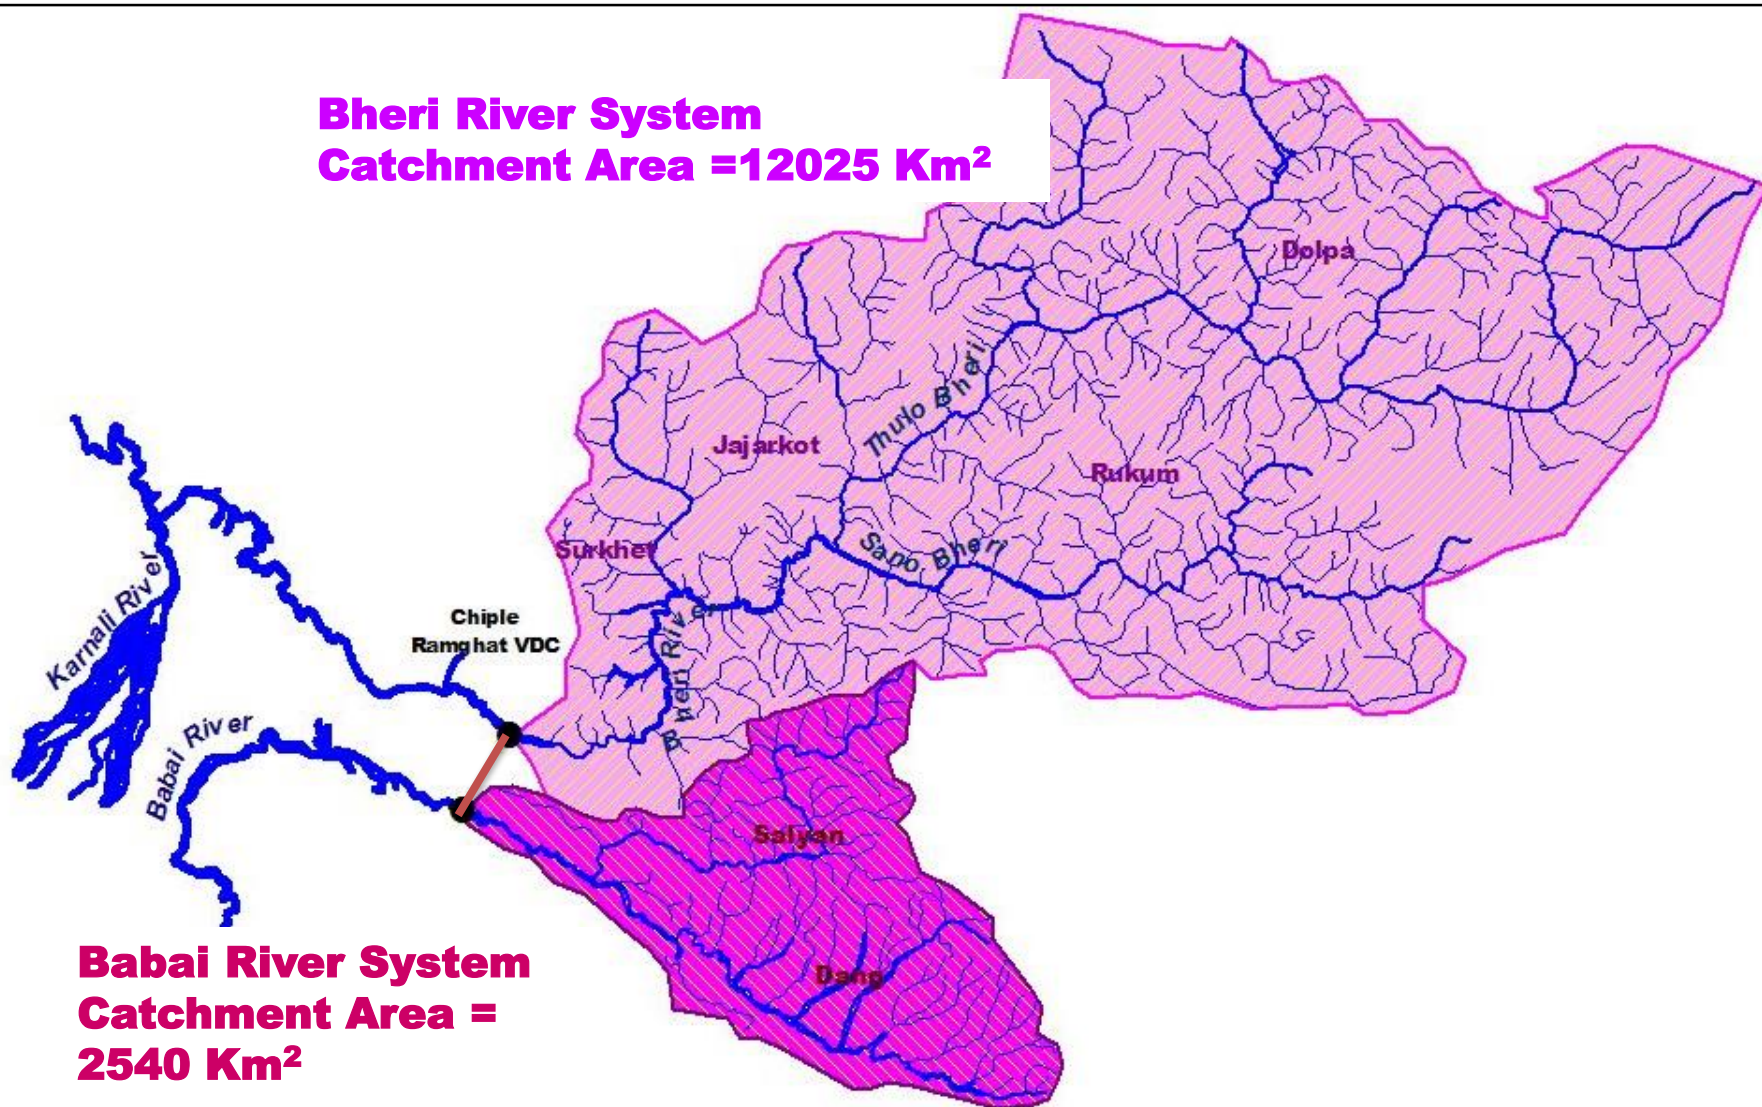 Bheri River System
Catchment Area =12025 Km²
Dolpa
Thulo Bheri
Jajarkot
Rukum
Surkhet
Sano Bheri
Karnali River
Chiple
Ramghat VDC
Bheri River
Babai River
Salyan
Dang
Babai River System
Catchment Area =
2540 Km²